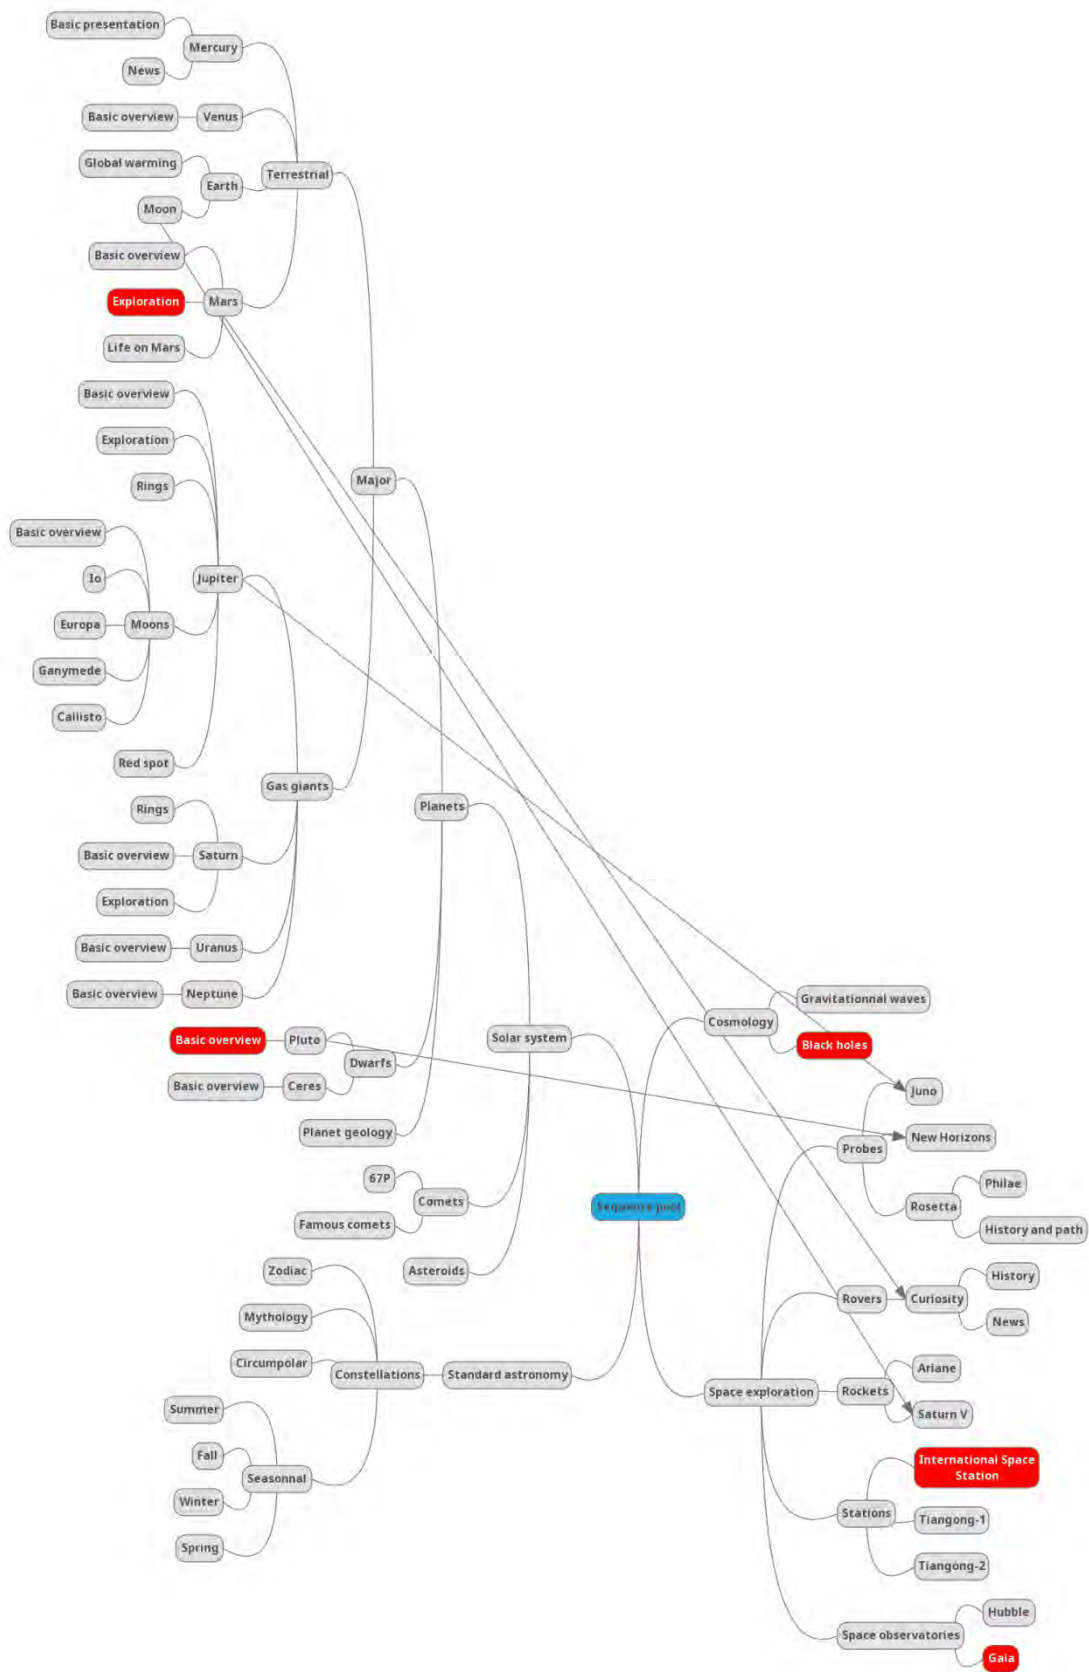 Basic presentation
Mercury
News
Basic overview
Venus
Global warming
Terrestrial
Earth
Moon
Basic overview
Exploration
Mars
Life on Mars
Basic overview
Exploration
Major
Rings
Basic overview
Io
Jupiter
Europa
Moons
Ganymede
Callisto
Red spot
Gas giants
Rings
Planets
Basic overview
Saturn
Exploration
Basic overview
Uranus
Basic overview
Neptune
Basic overview
Pluto
Solar system
Dwarfs
Basic overview
Ceres
Planet geology
67P
Comets
Famous comets
Asteroids
Zodiac
Mythology
Circumpolar
Constellations
Standard astronomy
Summer
Fall
Seasonnal
Winter
Spring
Sequence pool
Gravitationnal waves
Cosmology
Black holes
Juno
New Horizons
Probes
Philae
Rosetta
History and path
History
Rovers
Curiosity
News
Ariane
Space exploration
Rockets
Saturn V
International Space
Station
Stations
Tiangong-1
Tiangong-2
Hubble
Space observatories
Gaia